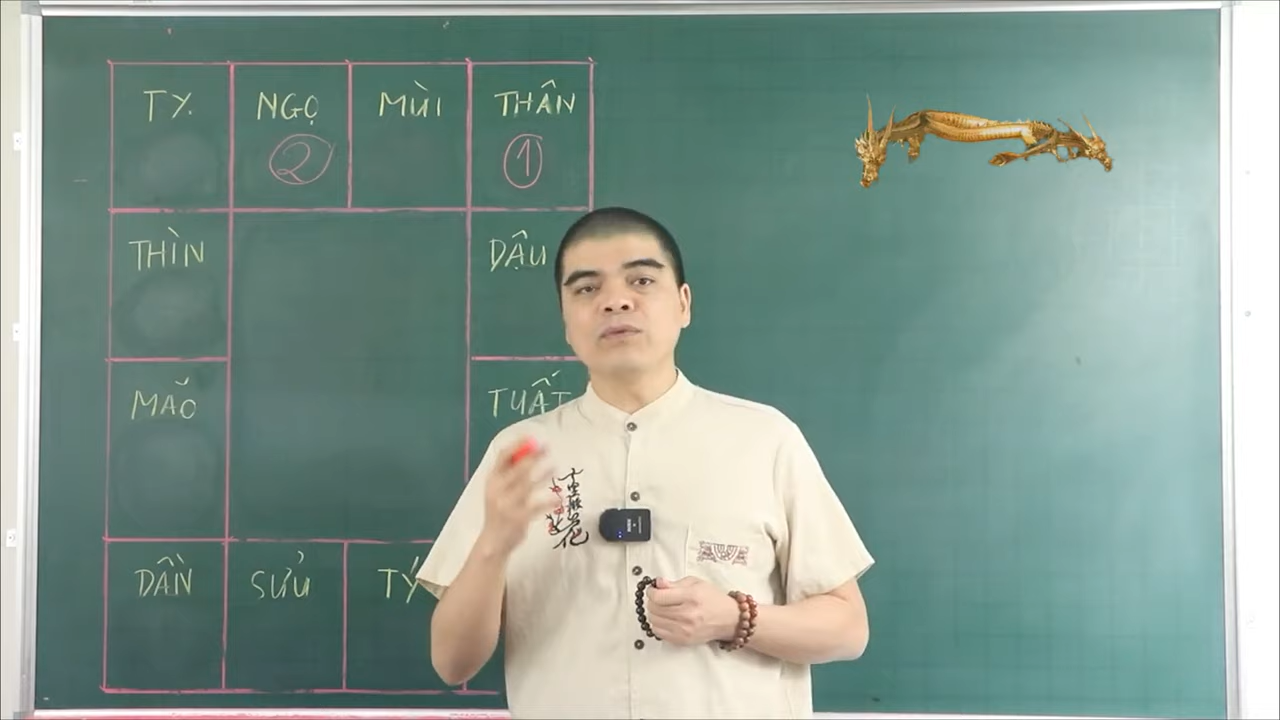 TỴ NGỌ MÙI THÂN
2 1
THÌN DẬU
MÃO TUẤT
DẦN SỬU TÝ